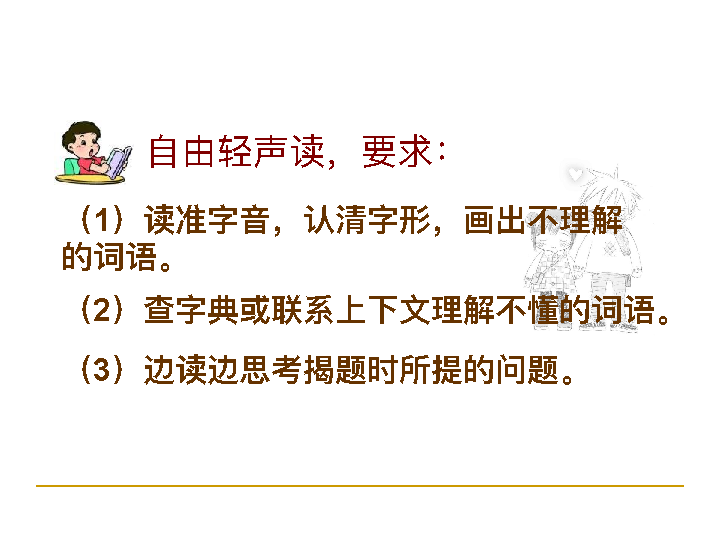 自由轻声读，要求：
（1）读准字音，认清字形，画出不理解
的词语。
（2）查字典或联系上下文理解不懂的词语。
（3）边读边思考揭题时所提的问题。